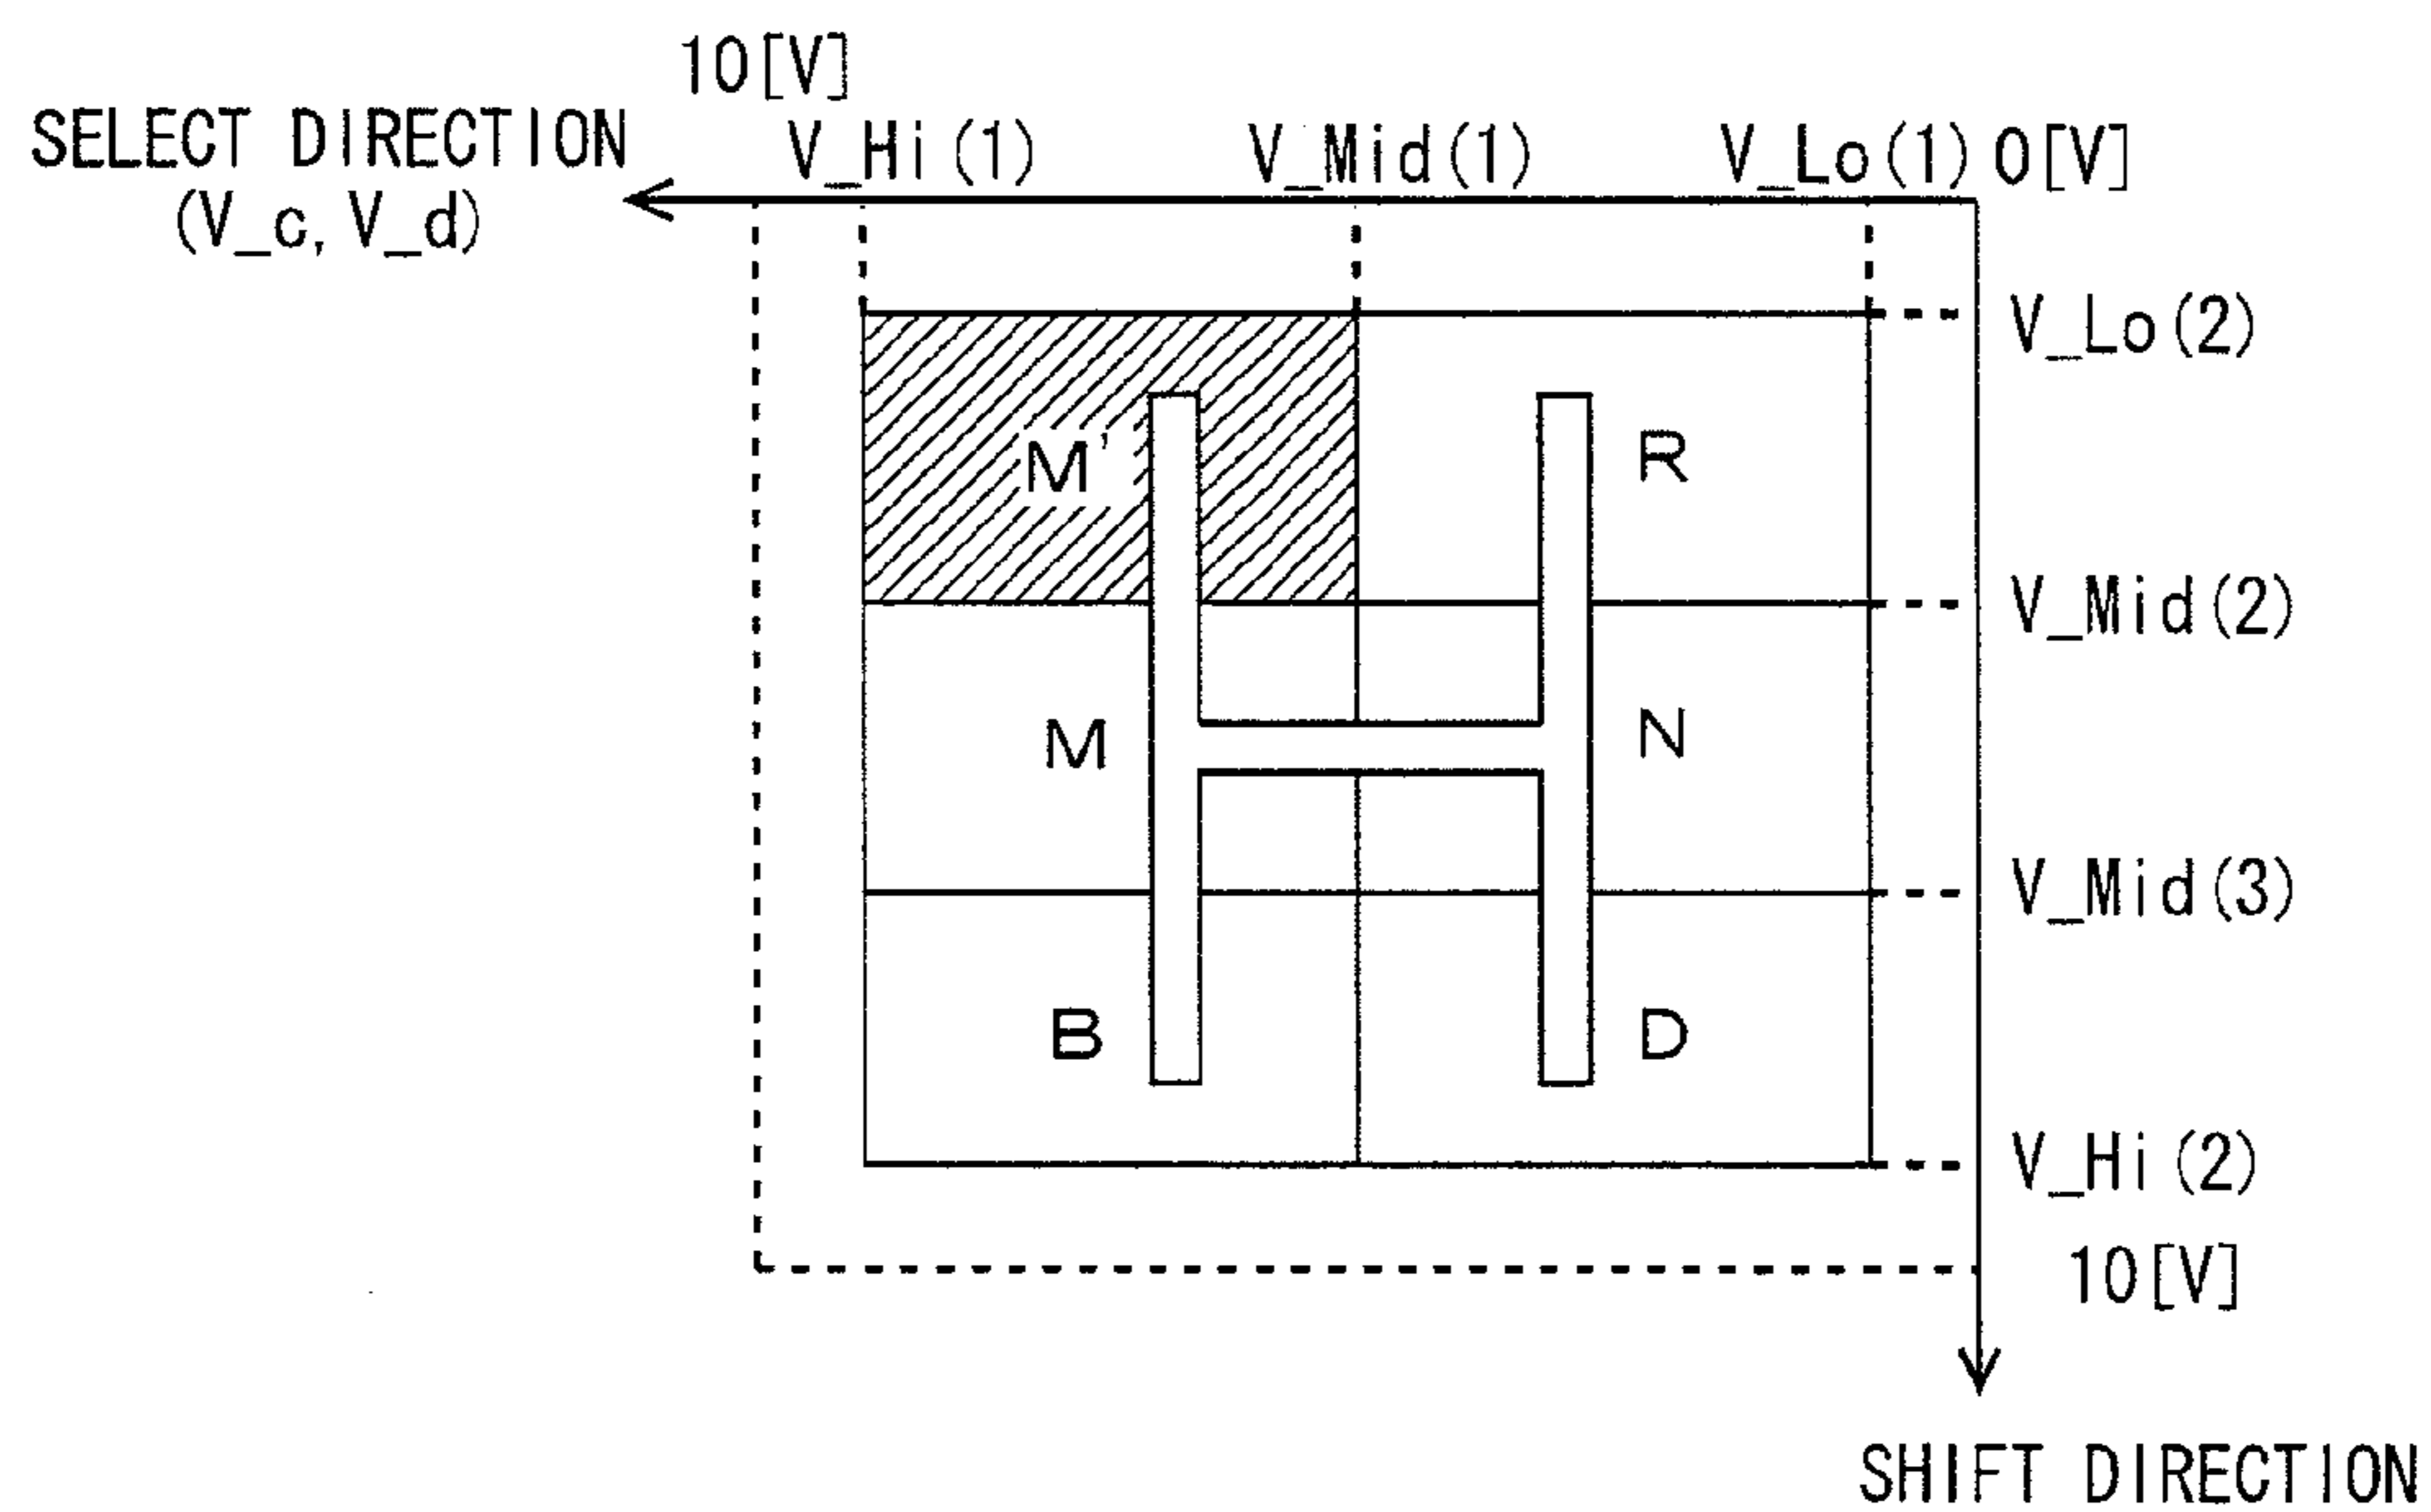 10[V]
SELECT DIRECTION
(V_c, V_d)
V_Hi(1)
V_Mid(1)
V_Lo(1) 0[V]
V_Lo(2)
M'
R
V_Mid(2)
M
N
V_Mid(3)
B
D
V_Hi(2)
10[V]
SHIFT DIRECTION